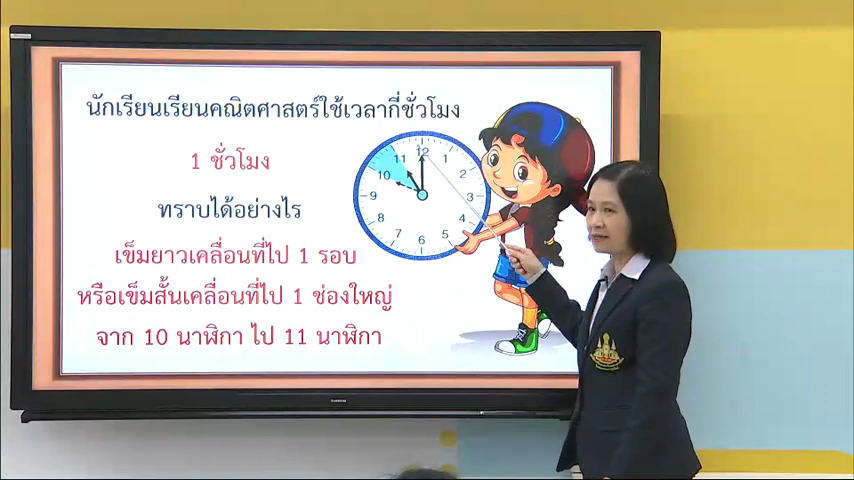 นักเรียนเรียนคณิตศาสตร์ใช้เวลากี่ชั่วโมง
1 ชั่วโมง
ทราบได้อย่างไร
เข็มยาวเคลื่อนที่ไป 1 รอบ
หรือเข็มสั้นเคลื่อนที่ไป 1 ช่องใหญ่
จาก 10 นาฬิกา ไป 11 นาฬิกา
12
1
2
3
4
5
6
7
8
9
10
11